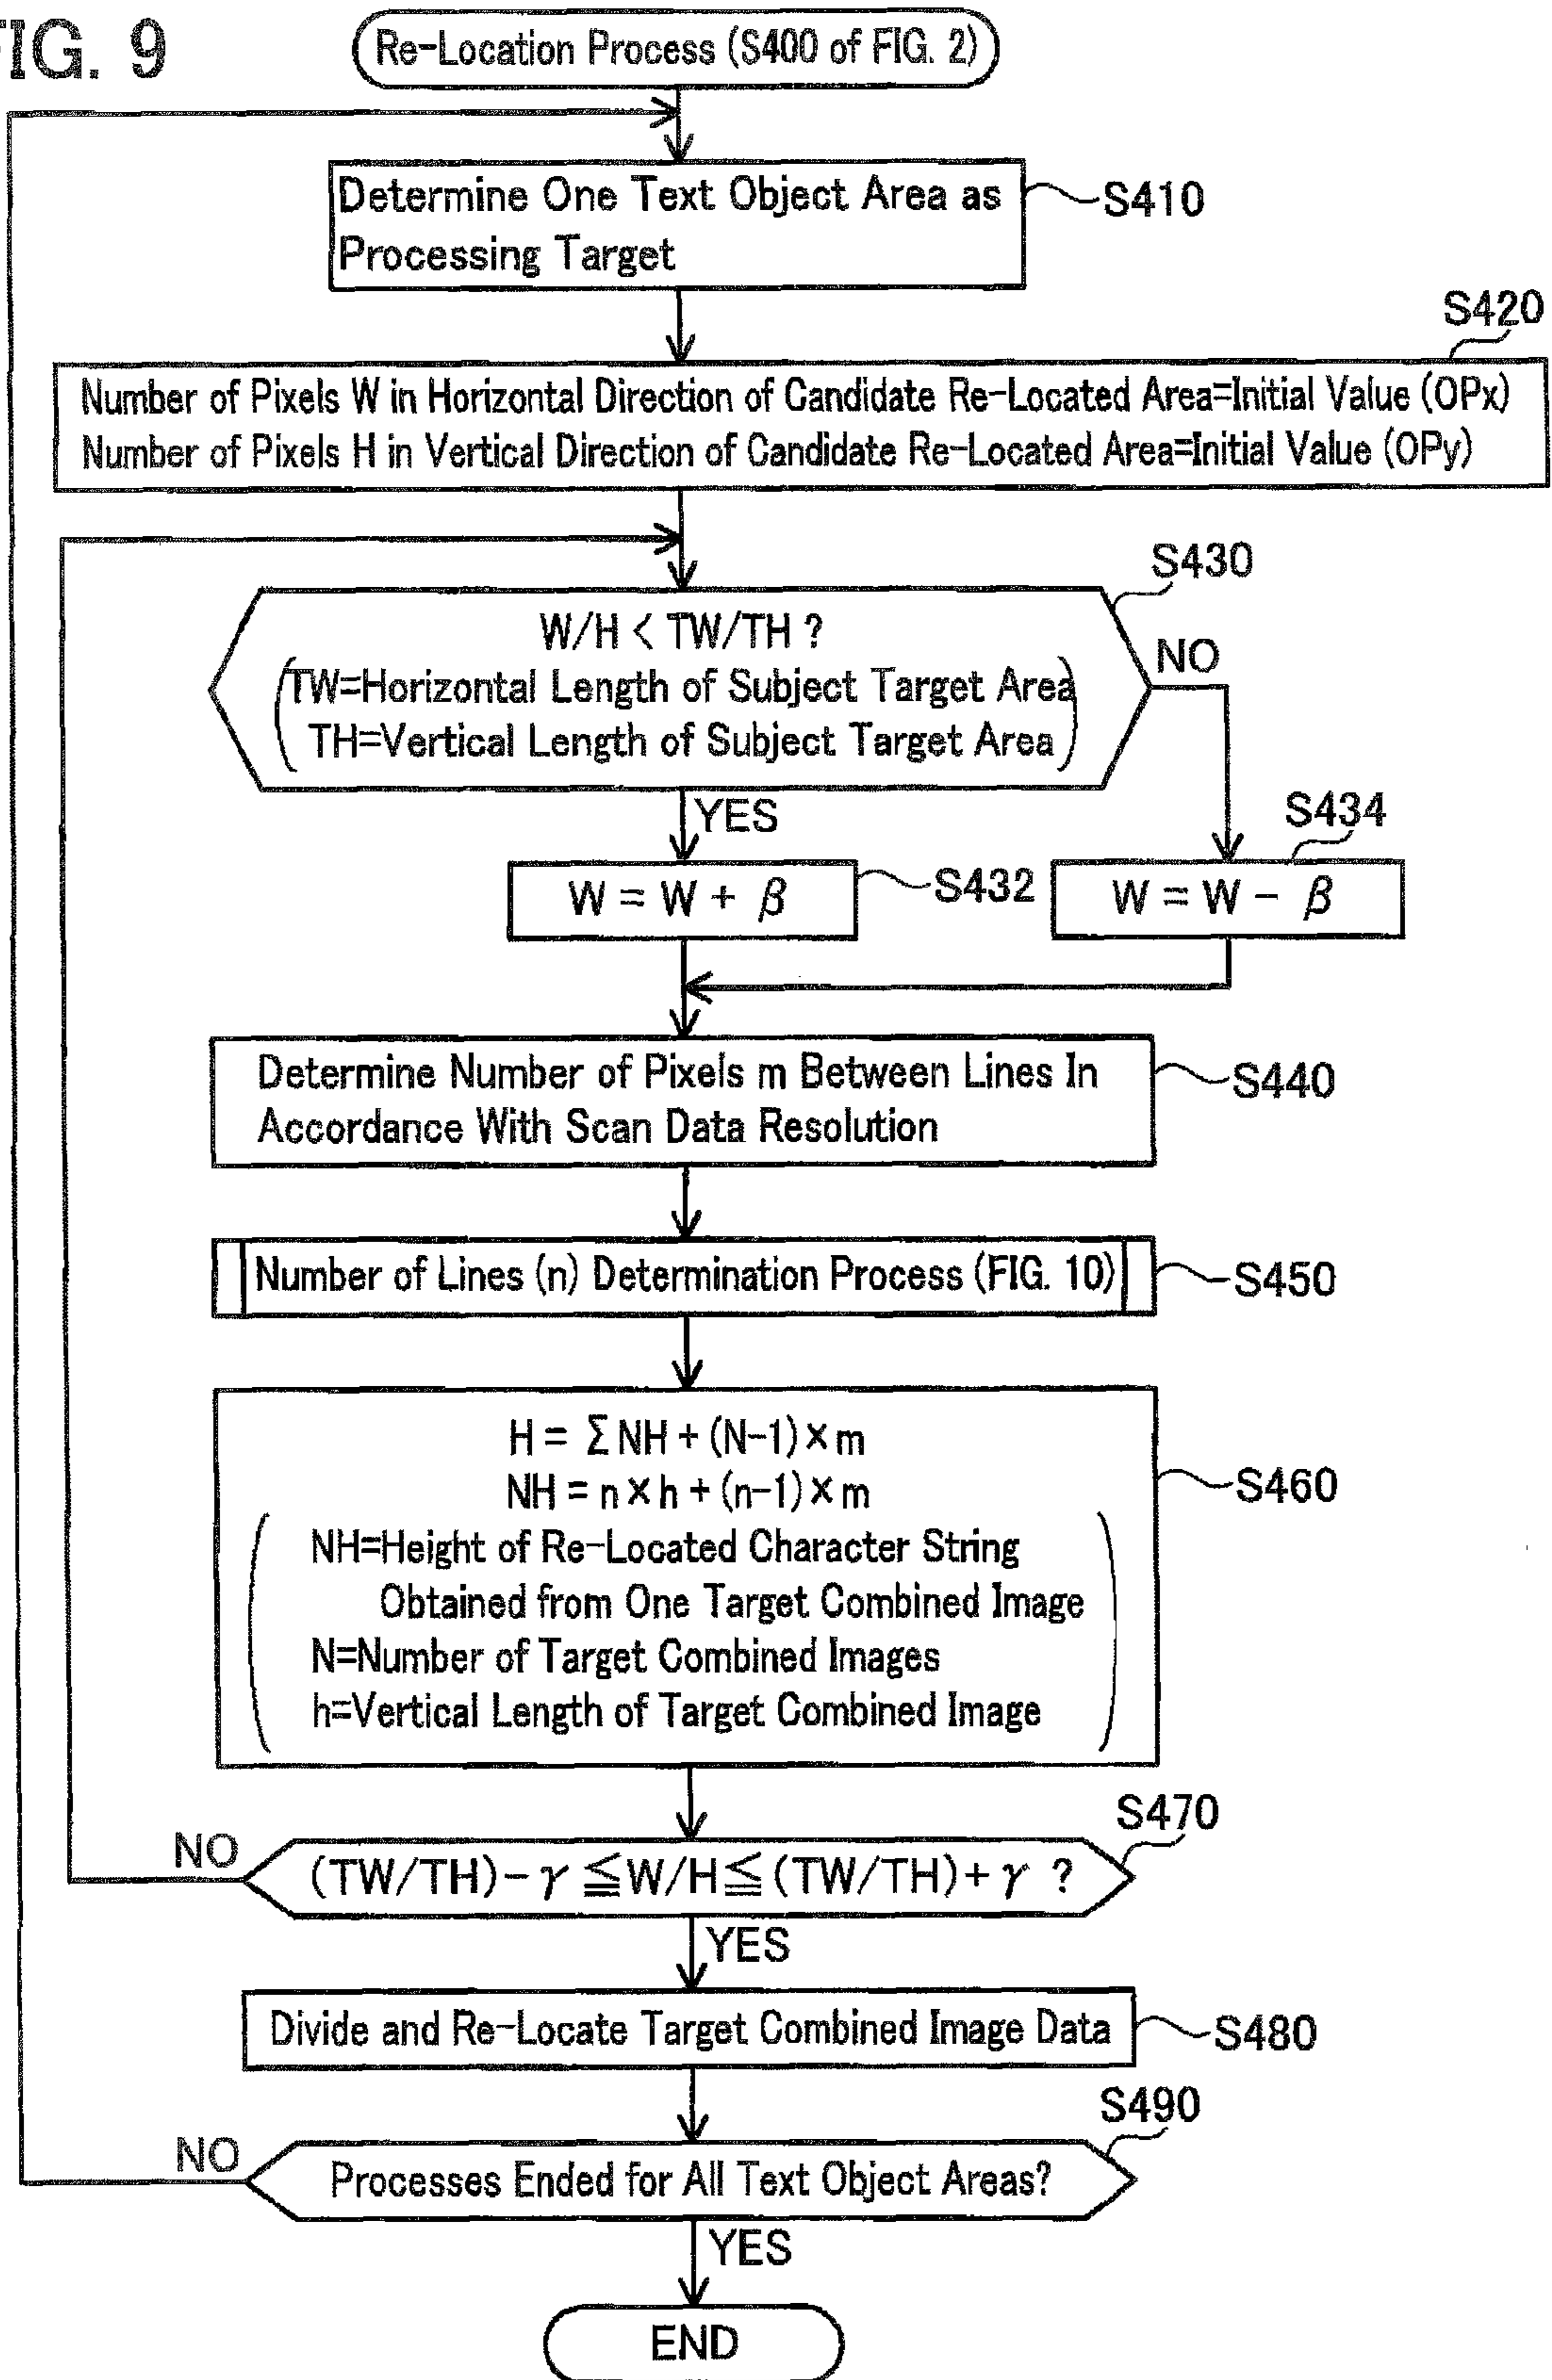 FIG. 9
Re-Location Process (S400 of FIG. 2)
Determine One Text Object Area as
Processing Target
S410
S420
Number of Pixels W in Horizontal Direction of Candidate Re-Located Area=Initial Value (OPx)
Number of Pixels H in Vertical Direction of Candidate Re-Located Area=Initial Value (OPy)
S430
W/H < TW/TH ?
(TW=Horizontal Length of Subject Target Area
TH=Vertical Length of Subject Target Area)
NO
YES
S434
W = W + β
S432
W = W - β
Determine Number of Pixels m Between Lines In
Accordance With Scan Data Resolution
S440
Number of Lines (n) Determination Process (FIG. 10)
S450
H = ΣNH + (N-1)×m
NH = n×h + (n-1)×m
S460
(NH=Height of Re-Located Character String
Obtained from One Target Combined Image
N=Number of Target Combined Images
h=Vertical Length of Target Combined Image)
S470
NO
(TW/TH)-γ ≦W/H≦ (TW/TH)+γ ?
YES
Divide and Re-Locate Target Combined Image Data
S480
S490
NO
Processes Ended for All Text Object Areas?
YES
END